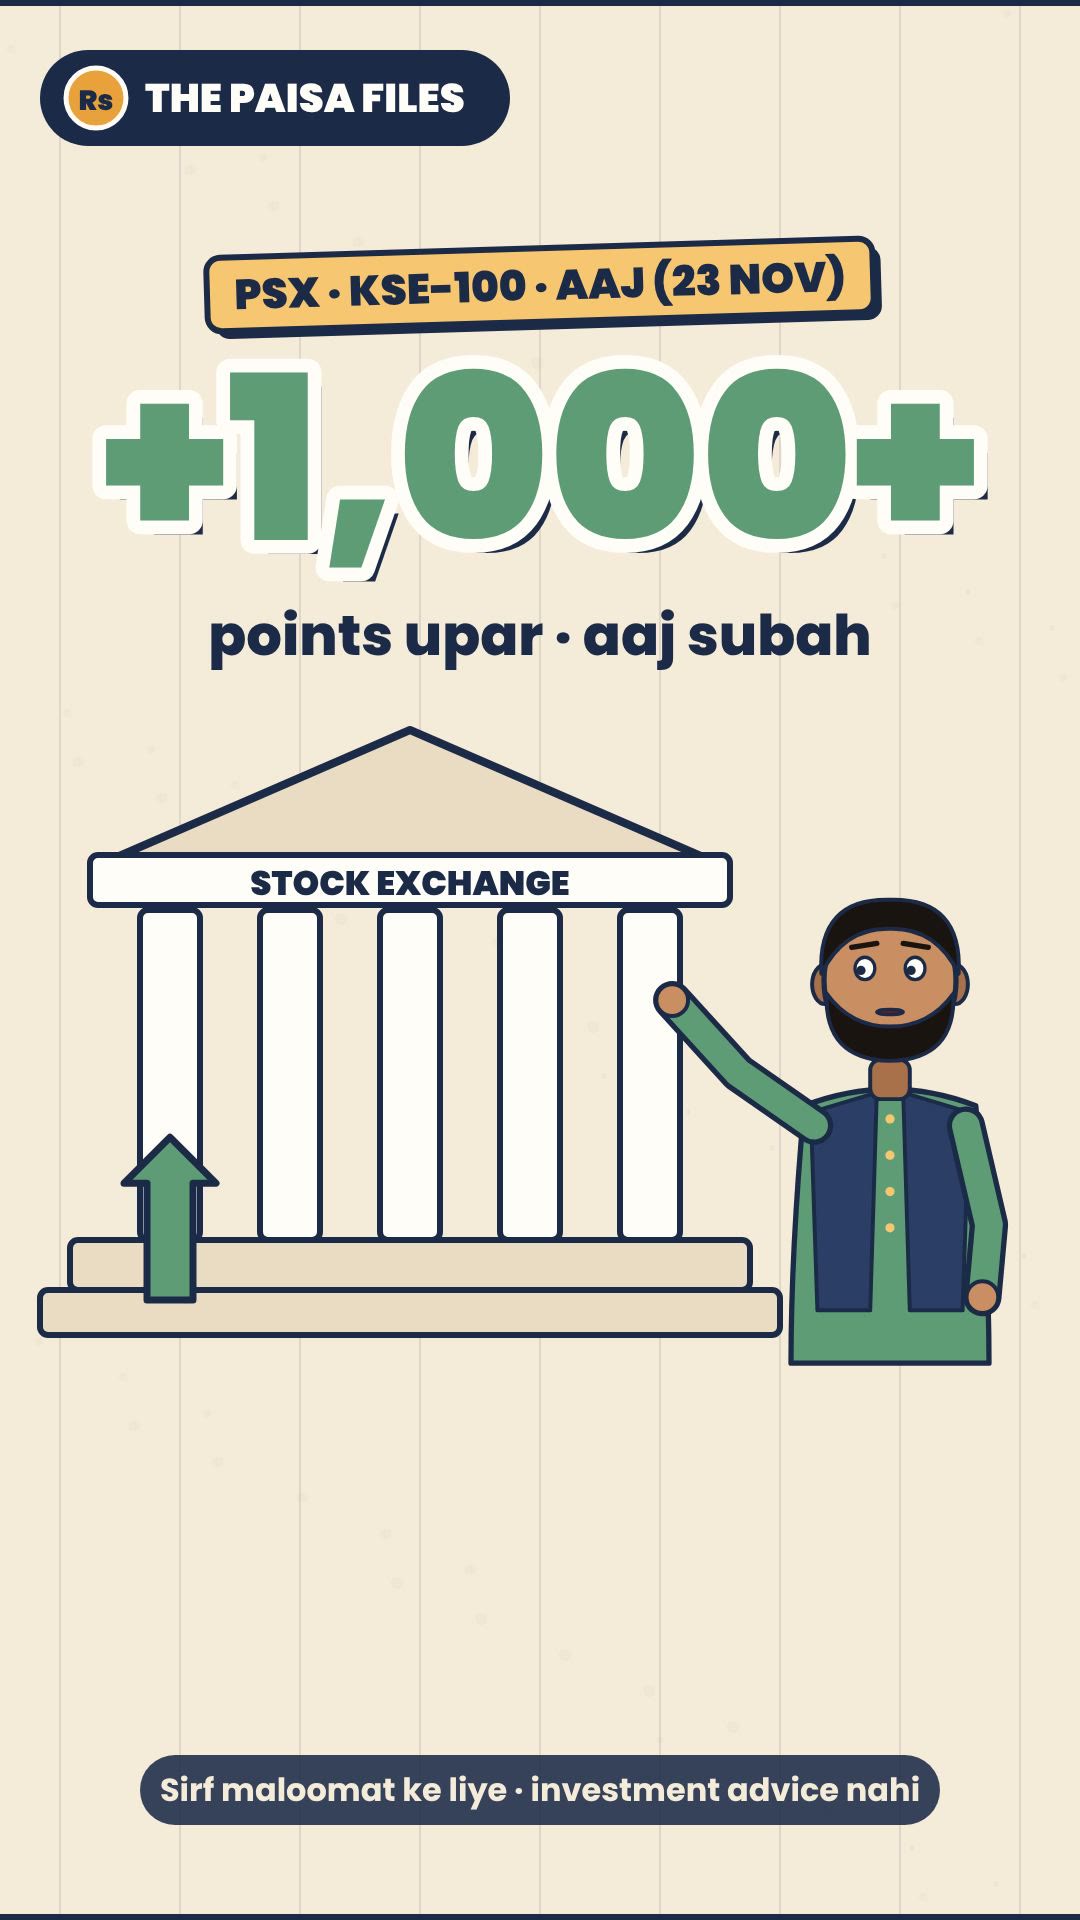 Rs THE PAISA FILES
PSX · KSE-100 · AAJ (23 NOV)
+1,000+
points upar · aaj subah
STOCK EXCHANGE
Sirf maloomat ke liye · investment advice nahi